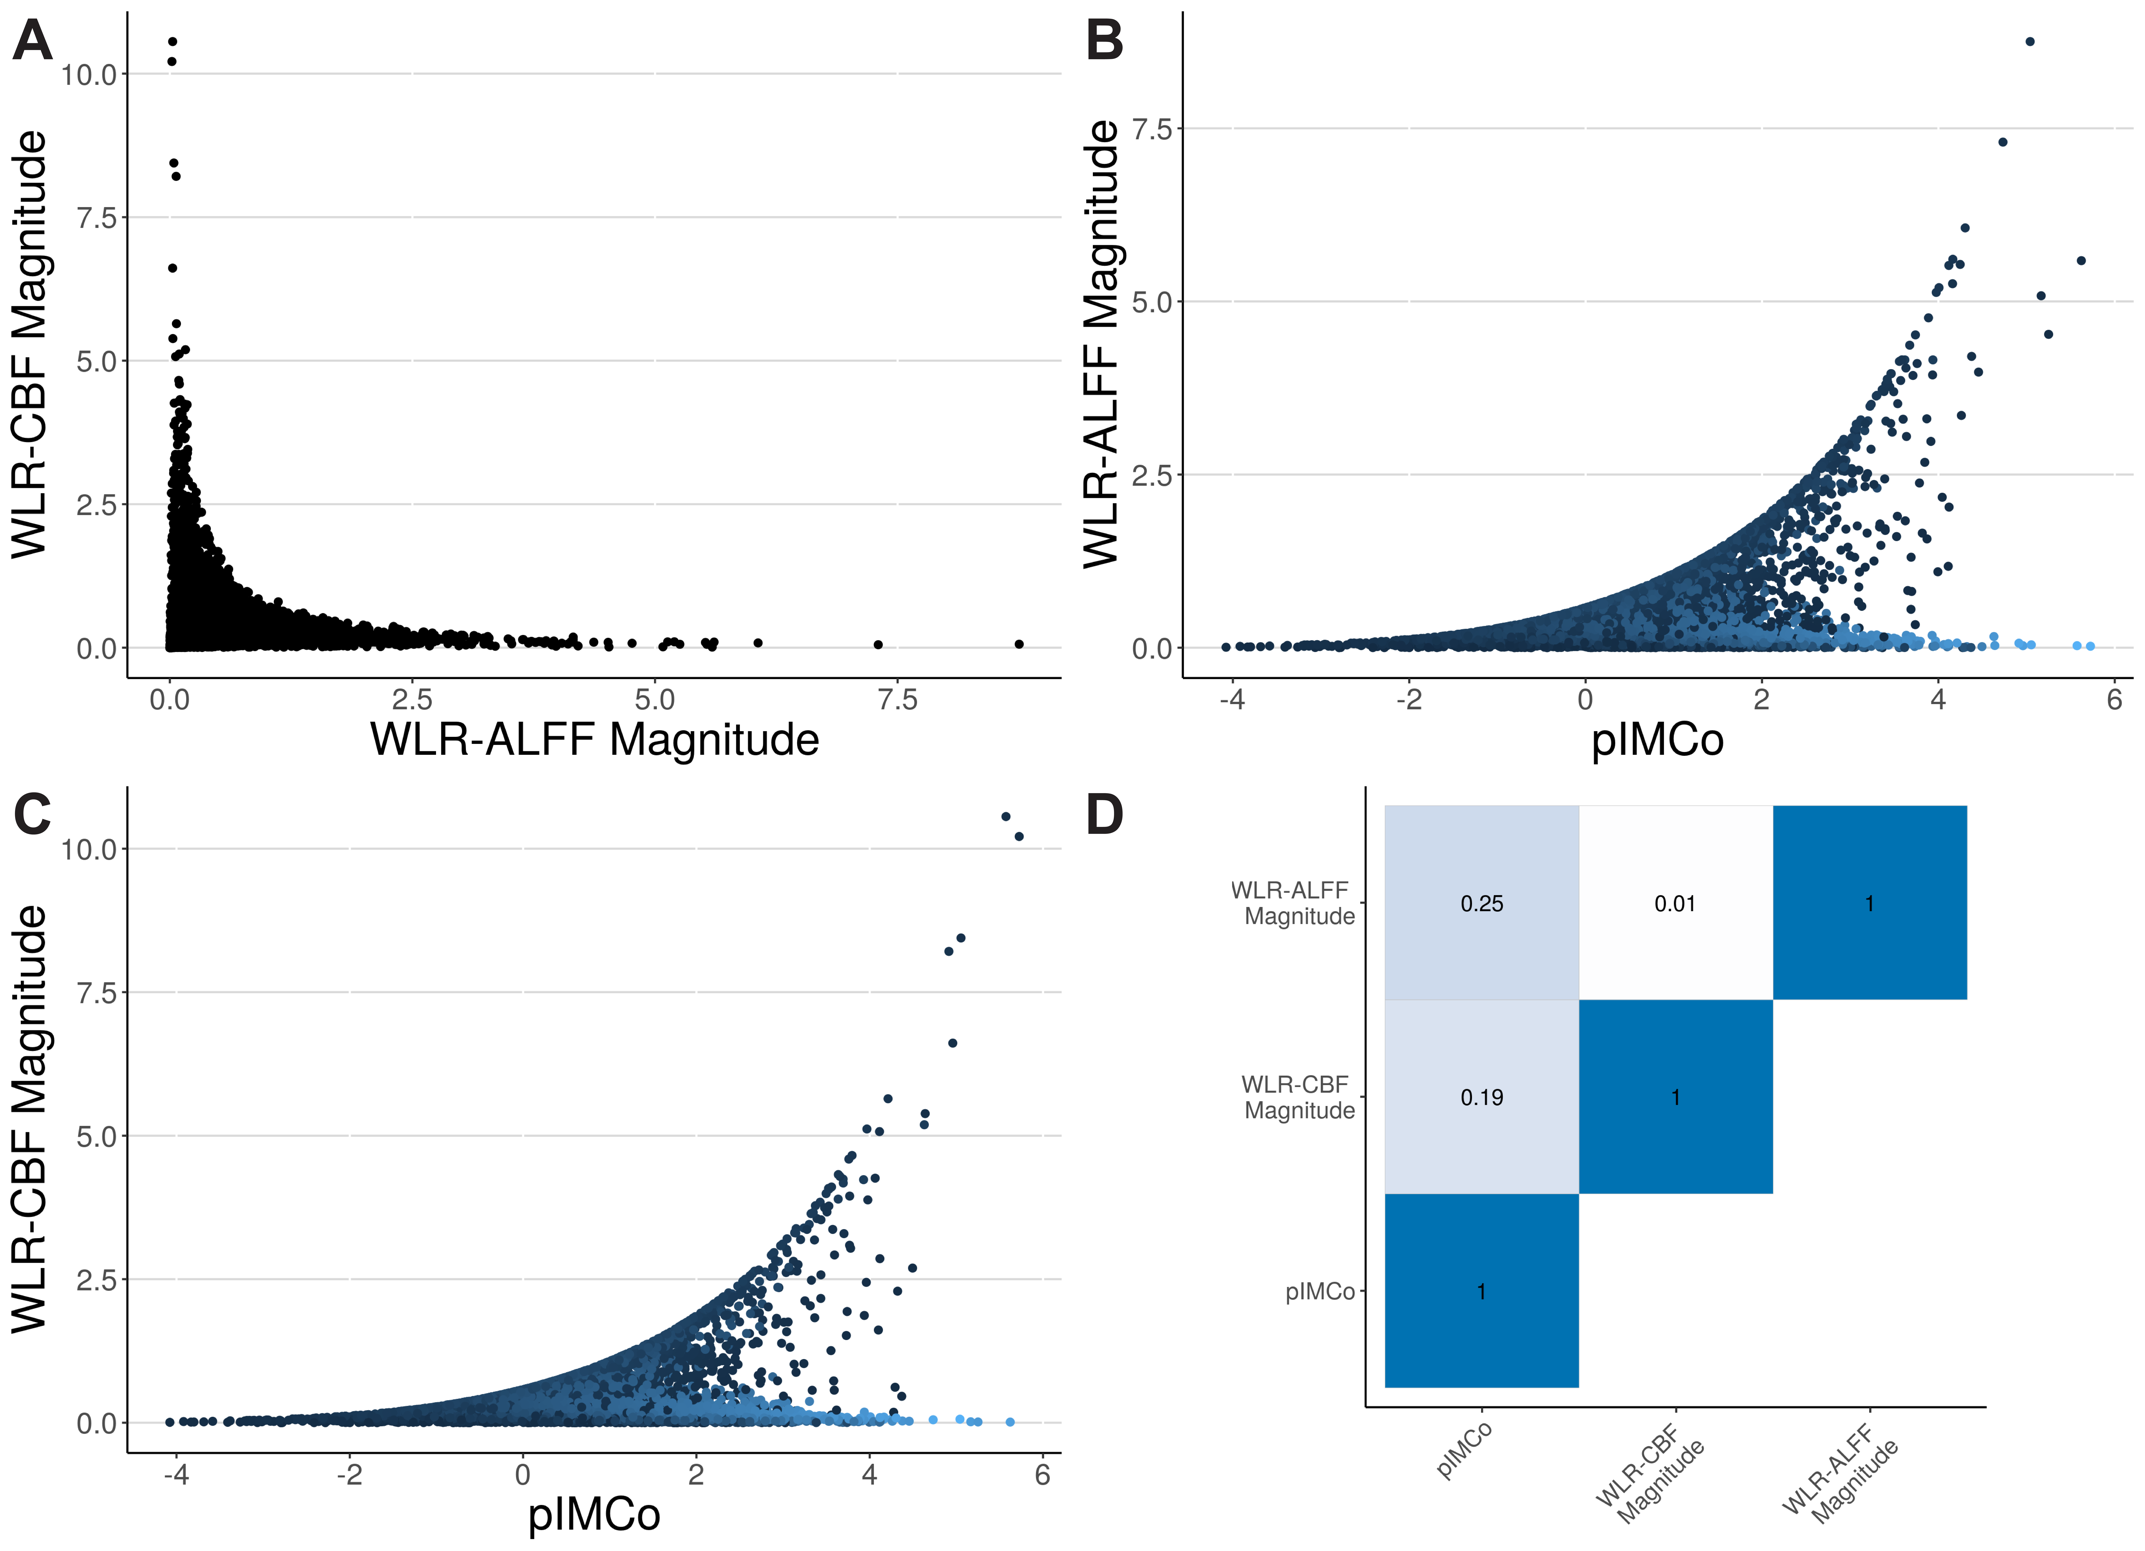 A
WLR-CBF Magnitude
10.0
7.5
5.0
2.5
0.0
0.0 2.5 5.0 7.5
WLR-ALFF Magnitude
B
WLR-ALFF Magnitude
7.5
5.0
2.5
0.0
-4 -2 0 2 4 6
pIMCo
C
WLR-CBF Magnitude
10.0
7.5
5.0
2.5
0.0
-4 -2 0 2 4 6
pIMCo
D
WLR-ALFF
Magnitude
0.25 0.01 1
WLR-CBF
Magnitude
0.19 1
pIMCo
1
pIMCo
WLR-CBF
Magnitude
WLR-ALFF
Magnitude